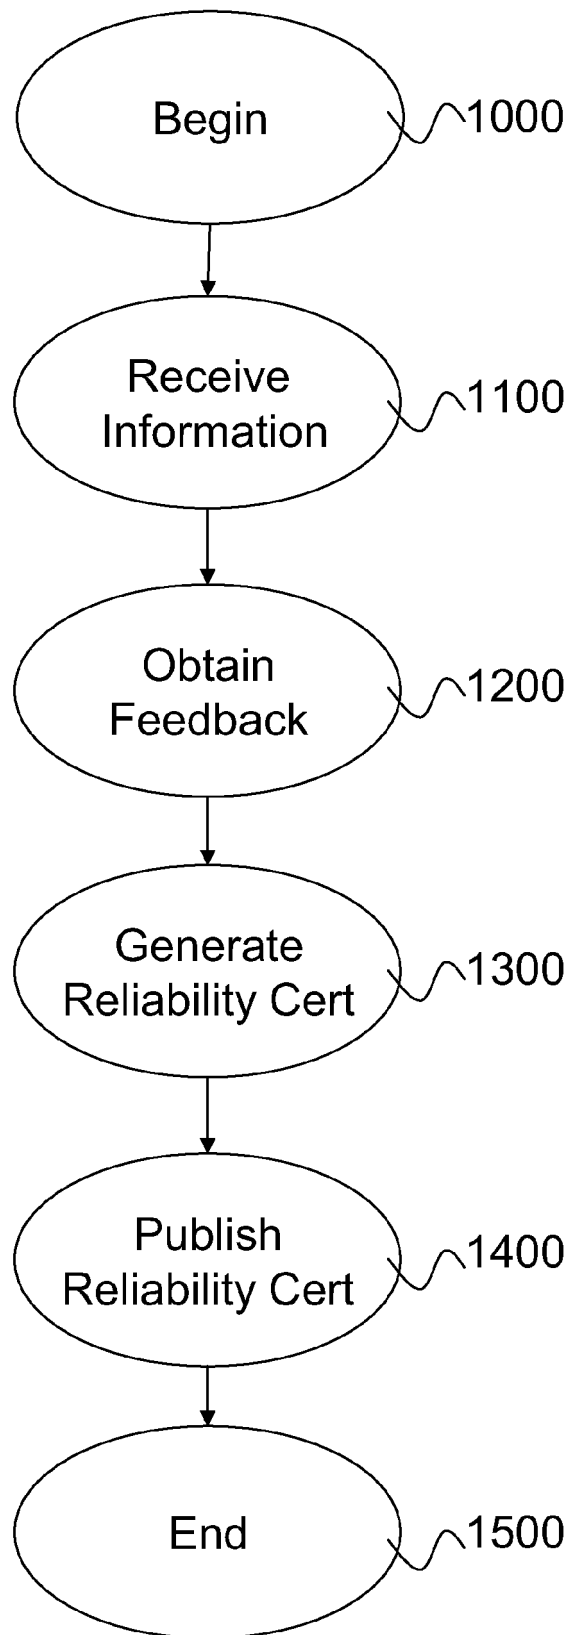 Begin
1000
Receive
Information
1100
Obtain
Feedback
1200
Generate
Reliability Cert
1300
Publish
Reliability Cert
1400
End
1500